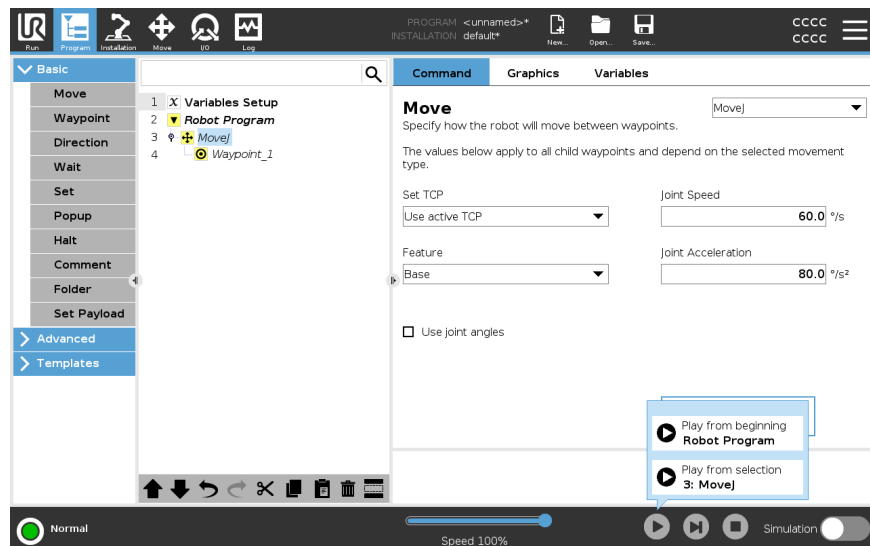 PROGRAM <unnamed>*
INSTALLATION default*
New...
Open...
Save...
CCCC
CCCC
Run
Program
Installation
Move
I/O
Log
Basic
Move
Waypoint
Direction
Wait
Set
Popup
Halt
Comment
Folder
Set Payload
Advanced
Templates
1 X Variables Setup
2 Robot Program
3 MoveJ
4 Waypoint_1
Command Graphics Variables
Move
MoveJ
Specify how the robot will move between waypoints.
The values below apply to all child waypoints and depend on the selected movement
type.
Set TCP
Use active TCP
Joint Speed
60.0 °/s
Feature
Base
Joint Acceleration
80.0 °/s²
Use joint angles
Play from beginning
Robot Program
Play from selection
3: MoveJ
Normal
Speed 100%
Simulation